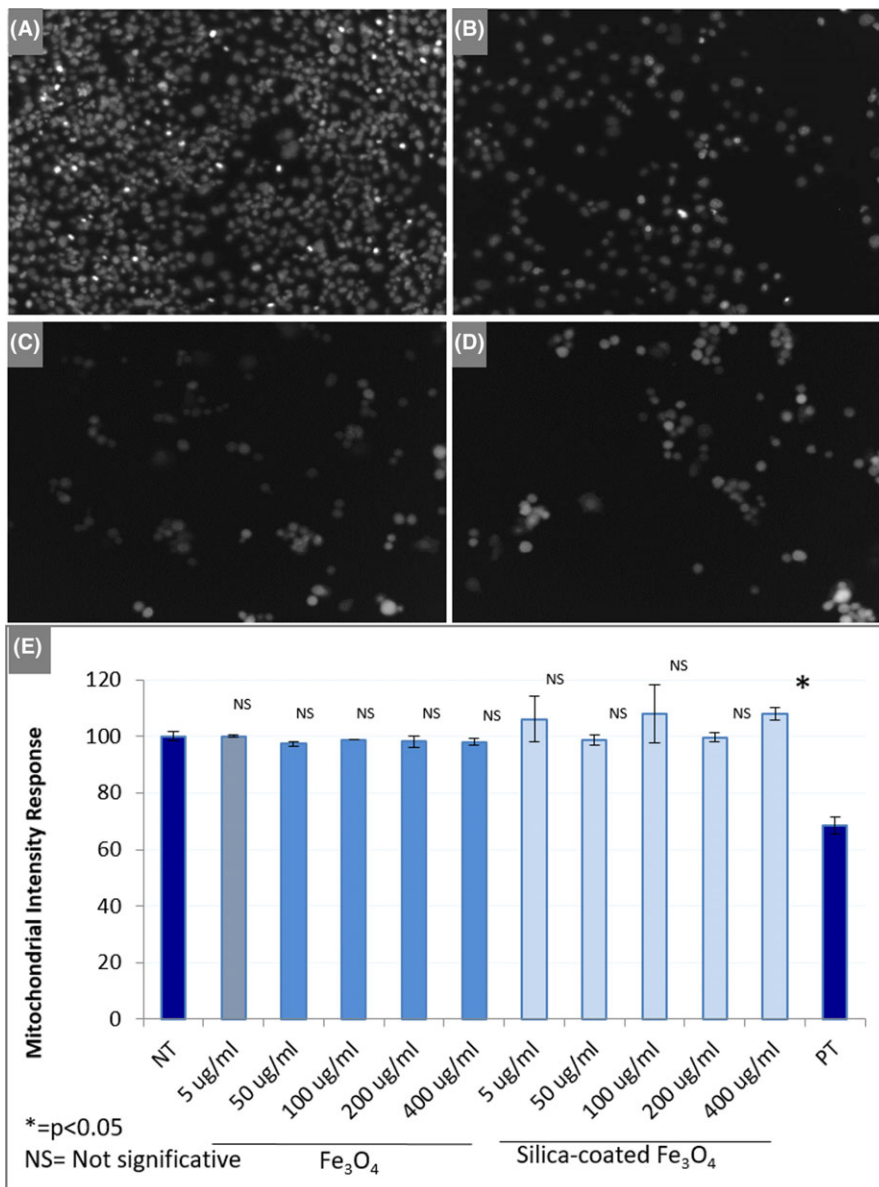 (A)
(B)
(C)
(D)
(E)
Mitochondrial Intensity Response
120
100
80
60
40
20
0
NS
NS
NS
NS
NS
NS
NS
NS
NS
*
NT
5 ug/ml
50 ug/ml
100 ug/ml
200 ug/ml
400 ug/ml
5 ug/ml
50 ug/ml
100 ug/ml
200 ug/ml
400 ug/ml
PT
*=p<0.05
NS= Not significative
Fe₃O₄
Silica-coated Fe₃O₄